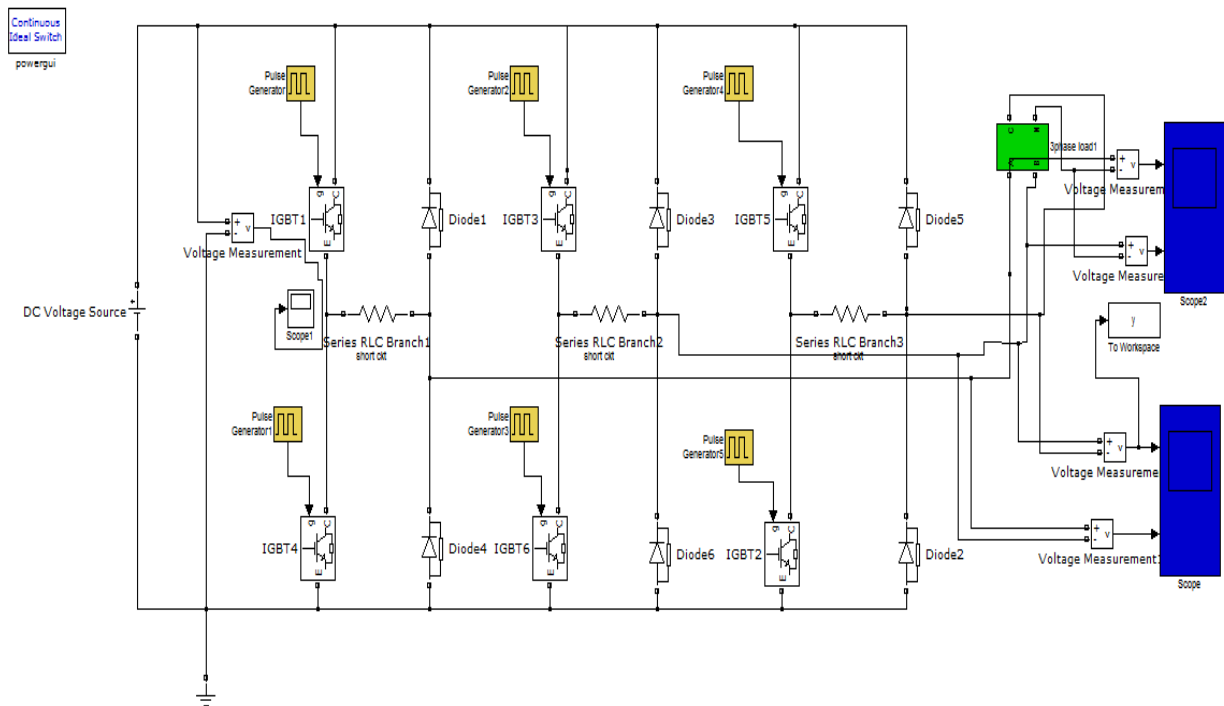 Continuous
Ideal Switch
powergui
Pulse
Generator
Pulse
Generator2
Pulse
Generator4
g
C
E
IGBT1
Diode1
g
C
E
IGBT3
Diode3
g
C
E
IGBT5
Diode5
C
N
A
B
3phase load1
+
-
v
Voltage Measurem
+
-
v
Voltage Measure
Scope2
+
-
v
Voltage Measurement
DC Voltage Source
+
Scope1
Series RLC Branch1
short ckt
Series RLC Branch2
short ckt
Series RLC Branch3
short ckt
y
To Workspace
Pulse
Generator1
Pulse
Generator3
Pulse
Generator5
+
-
v
Voltage Measureme
g
C
E
IGBT4
Diode4
g
C
E
IGBT6
Diode6
g
C
E
IGBT2
Diode2
+
-
v
Voltage Measurement1
Scope